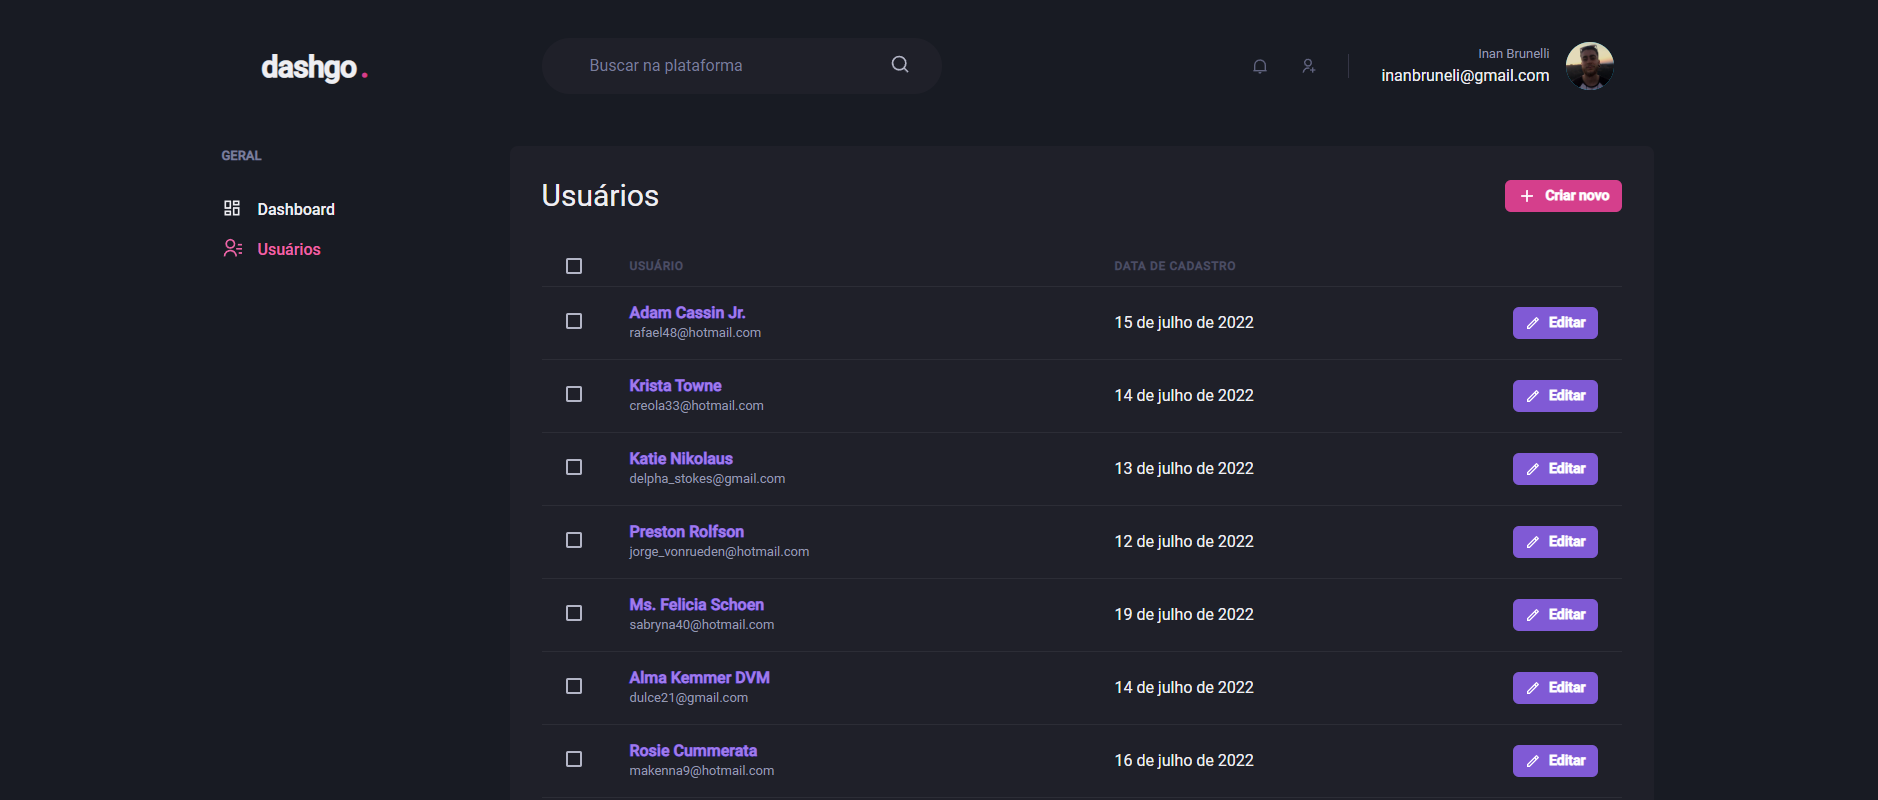 dashgo.
Buscar na plataforma
Inan Brunelli
inanbruneli@gmail.com
GERAL
Dashboard
Usuários
Usuários
Criar novo
USUÁRIO DATA DE CADASTRO
Adam Cassin Jr.
rafael48@hotmail.com
15 de julho de 2022
Editar
Krista Towne
creola33@hotmail.com
14 de julho de 2022
Editar
Katie Nikolaus
delpha_stokes@gmail.com
13 de julho de 2022
Editar
Preston Rolfson
jorge_vonrueden@hotmail.com
12 de julho de 2022
Editar
Ms. Felicia Schoen
sabryna40@hotmail.com
19 de julho de 2022
Editar
Alma Kemmer DVM
dulce21@gmail.com
14 de julho de 2022
Editar
Rosie Cummerata
makenna9@hotmail.com
16 de julho de 2022
Editar